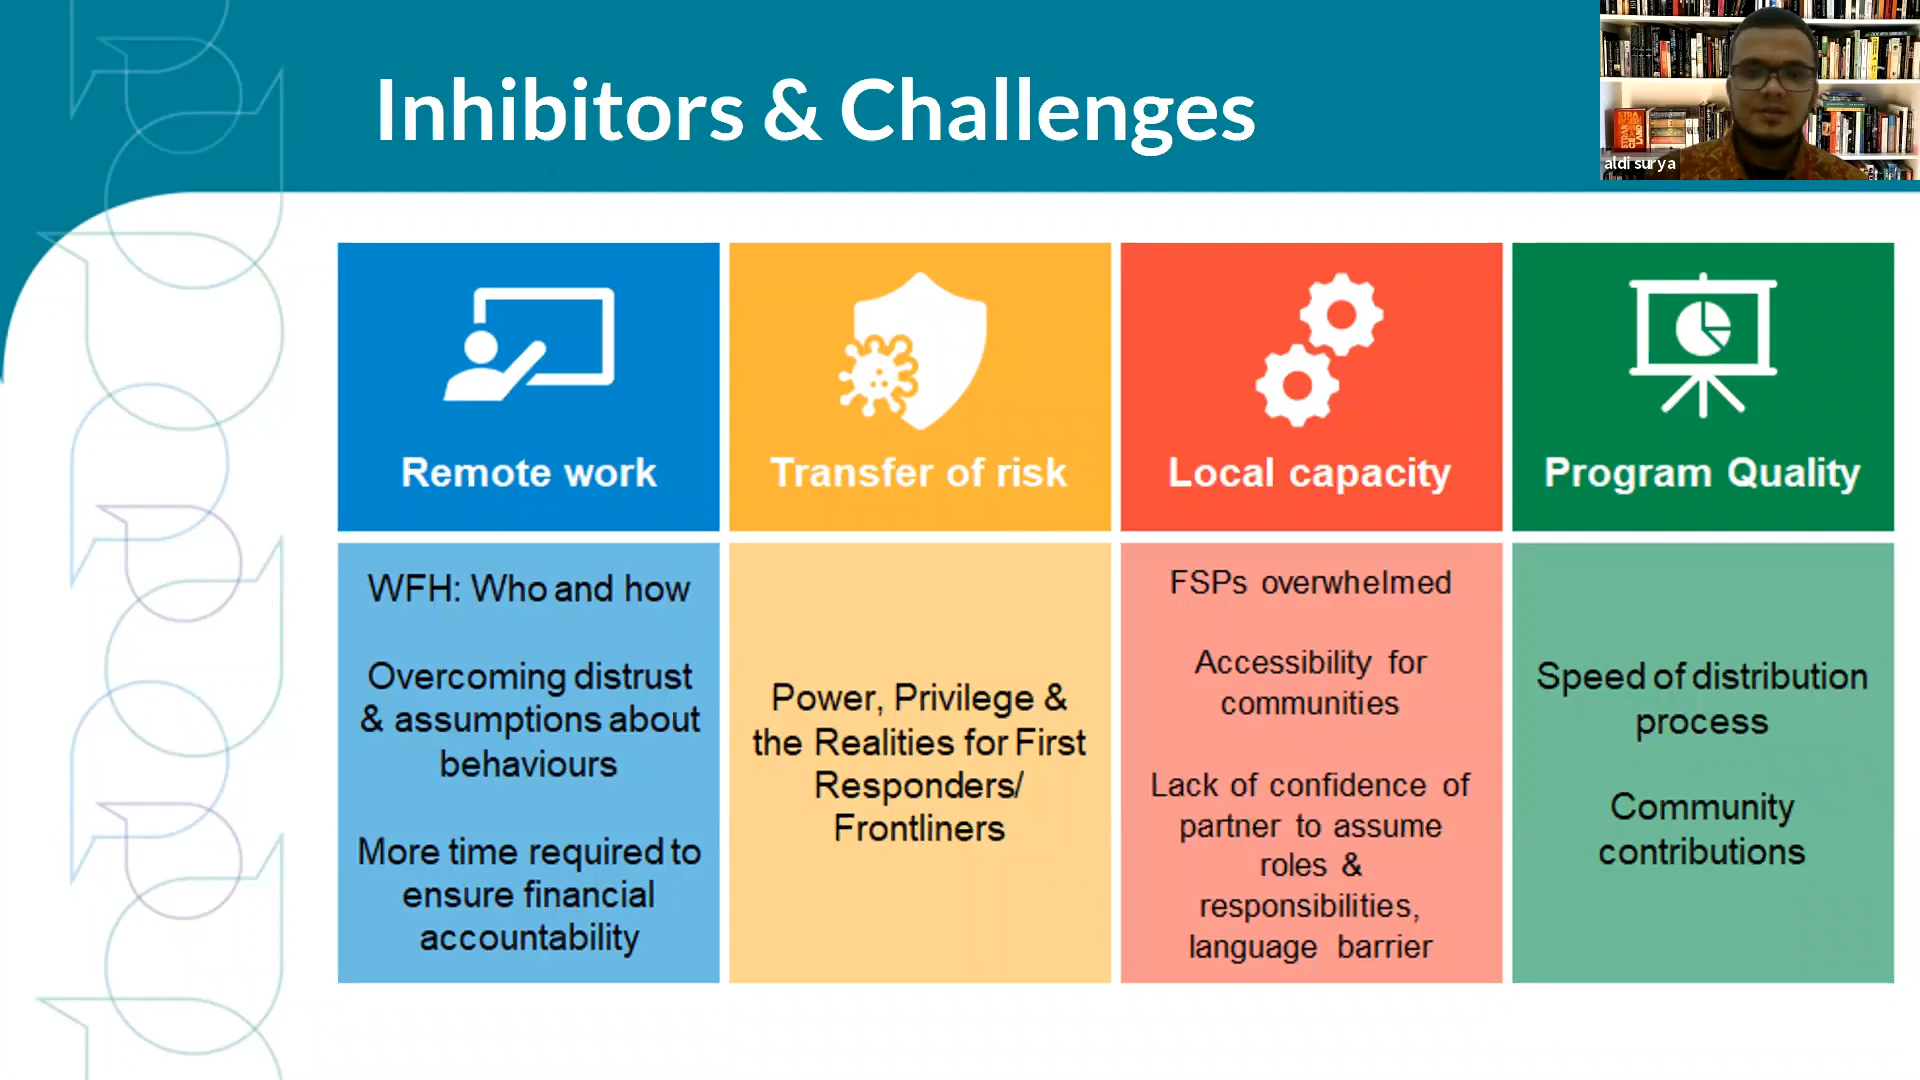 Inhibitors & Challenges
aldi surya
Remote work
WFH: Who and how
Overcoming distrust
& assumptions about
behaviours
More time required to
ensure financial
accountability
Transfer of risk
Power, Privilege &
the Realities for First
Responders/
Frontliners
Local capacity
FSPs overwhelmed
Accessibility for
communities
Lack of confidence of
partner to assume
roles &
responsibilities,
language barrier
Program Quality
Speed of distribution
process
Community
contributions